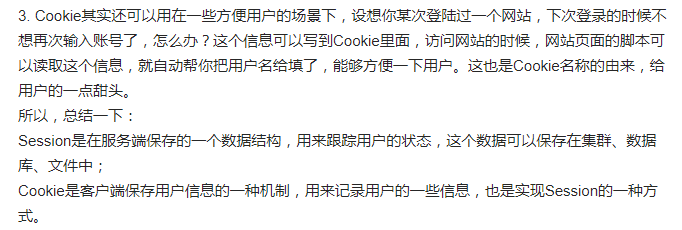 3. Cookie其实还可以用在一些方便用户的场景下，设想你某次登陆过一个网站，下次登录的时候不
想再次输入账号了，怎么办？这个信息可以写到Cookie里面，访问网站的时候，网站页面的脚本可
以读取这个信息，就自动帮你把用户名给填了，能够方便一下用户。这也是Cookie名称的由来，给
用户的一点甜头。
所以，总结一下：
Session是在服务端保存的一个数据结构，用来跟踪用户的状态，这个数据可以保存在集群、数据
库、文件中；
Cookie是客户端保存用户信息的一种机制，用来记录用户的一些信息，也是实现Session的一种方
式。